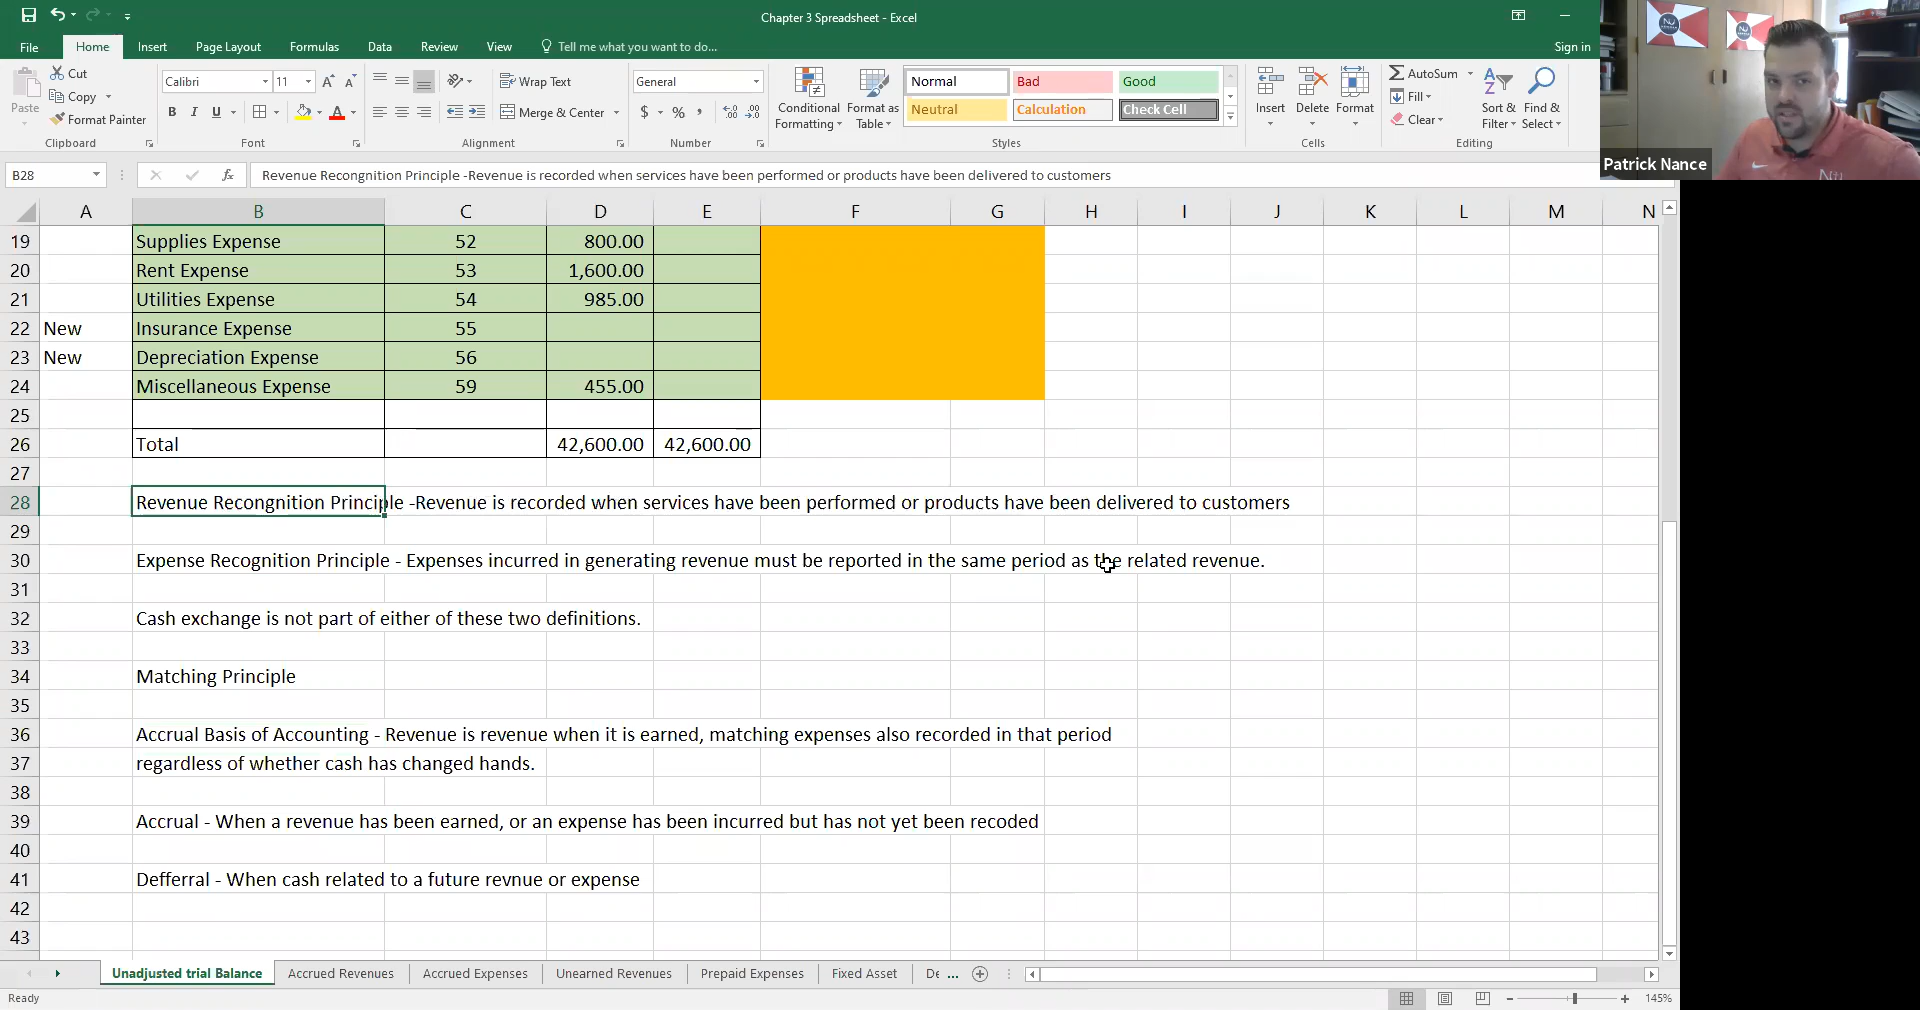 Chapter 3 Spreadsheet - Excel
File Home Insert Page Layout Formulas Data Review View Tell me what you want to do... Sign in
Cut
Copy
Format Painter
Paste
Clipboard
Calibri 11
B I U
Font
Wrap Text
Merge & Center
Alignment
General
$ % ,
Number
Conditional Formatting
Format as Table
Normal Bad Good
Neutral Calculation Check Cell
Styles
Insert Delete Format
Cells
AutoSum
Fill
Clear
Sort & Filter
Find & Select
Editing
Patrick Nance
B28 fx Revenue Recongnition Principle -Revenue is recorded when services have been performed or products have been delivered to customers
A B C D E F G H I J K L M N
19 Supplies Expense 52 800.00
20 Rent Expense 53 1,600.00
21 Utilities Expense 54 985.00
22 New Insurance Expense 55
23 New Depreciation Expense 56
24 Miscellaneous Expense 59 455.00
25
26 Total 42,600.00 42,600.00
27
28 Revenue Recongnition Principle -Revenue is recorded when services have been performed or products have been delivered to customers
29
30 Expense Recognition Principle - Expenses incurred in generating revenue must be reported in the same period as the related revenue.
31
32 Cash exchange is not part of either of these two definitions.
33
34 Matching Principle
35
36 Accrual Basis of Accounting - Revenue is revenue when it is earned, matching expenses also recorded in that period
37 regardless of whether cash has changed hands.
38
39 Accrual - When a revenue has been earned, or an expense has been incurred but has not yet been recoded
40
41 Defferral - When cash related to a future revnue or expense
42
43
Unadjusted trial Balance Accrued Revenues Accrued Expenses Unearned Revenues Prepaid Expenses Fixed Asset De ...
Ready 145%